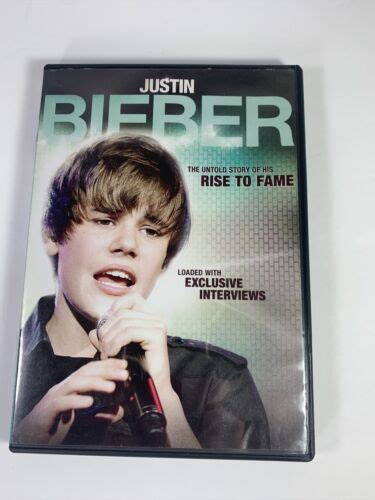 JUSTIN
BIEBER
THE UNTOLD STORY OF HIS
RISE TO FAME
LOADED WITH
EXCLUSIVE
INTERVIEWS